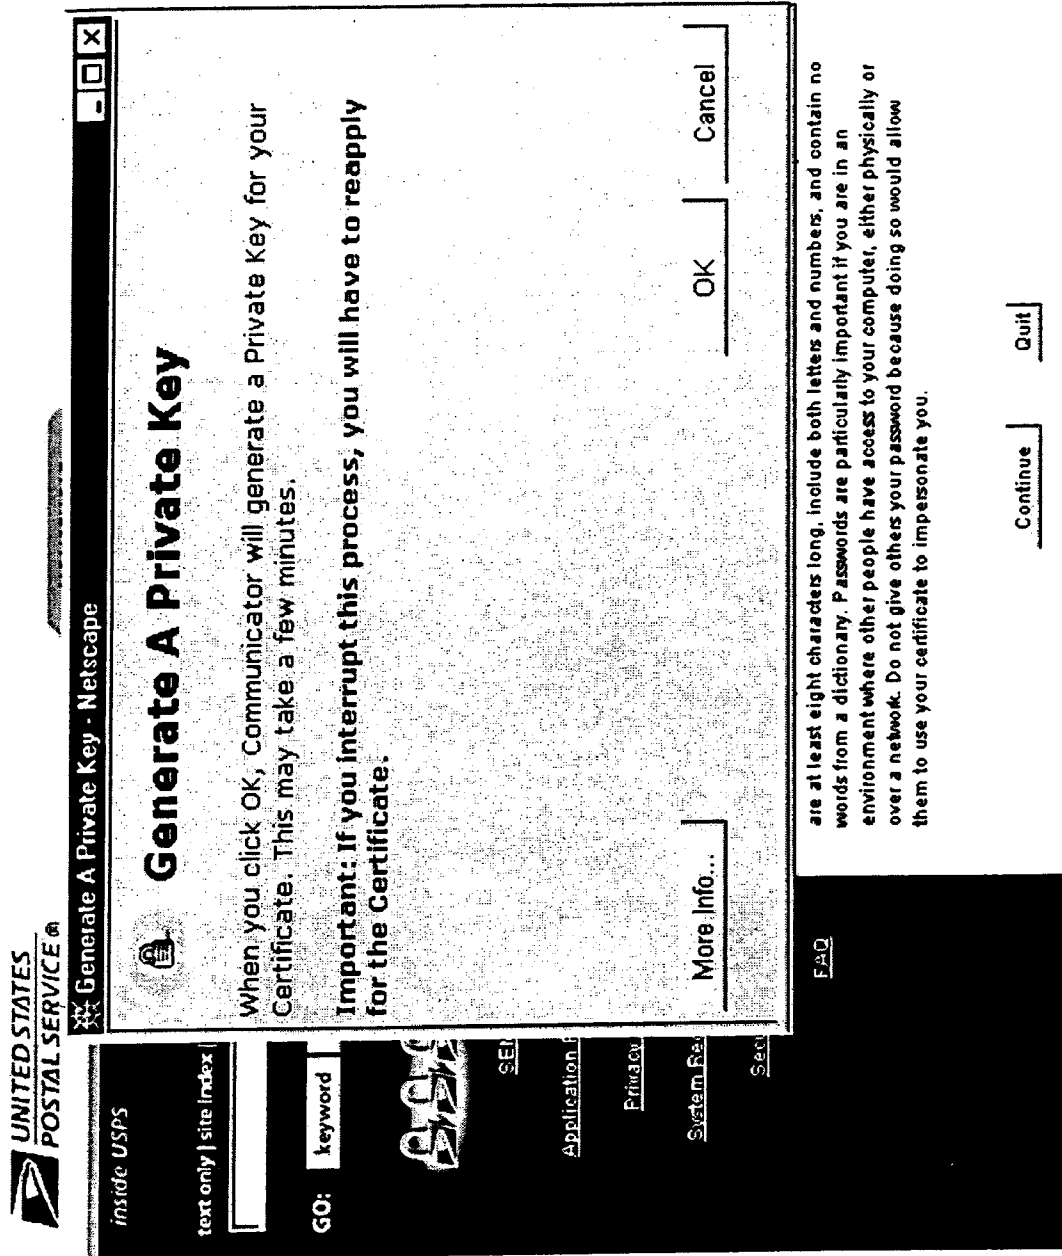 UNITED STATES
POSTAL SERVICE ®
Generate A Private Key - Netscape
Generate A Private Key
When you click OK, Communicator will generate a Private Key for your
Certificate. This may take a few minutes.
Important: If you interrupt this process, you will have to reapply
for the Certificate.
More Info...
OK
Cancel
inside USPS
text only | site index |
GO:
keyword
Application
System
FAQ
are at least eight characters long, include both letters and numbers, and contain no
words from a dictionary. Passwords are particularly important if you are in an
environment where other people have access to your computer, either physically or
over a network. Do not give others your password because doing so would allow
them to use your certificate to impersonate you.
Continue
Quit